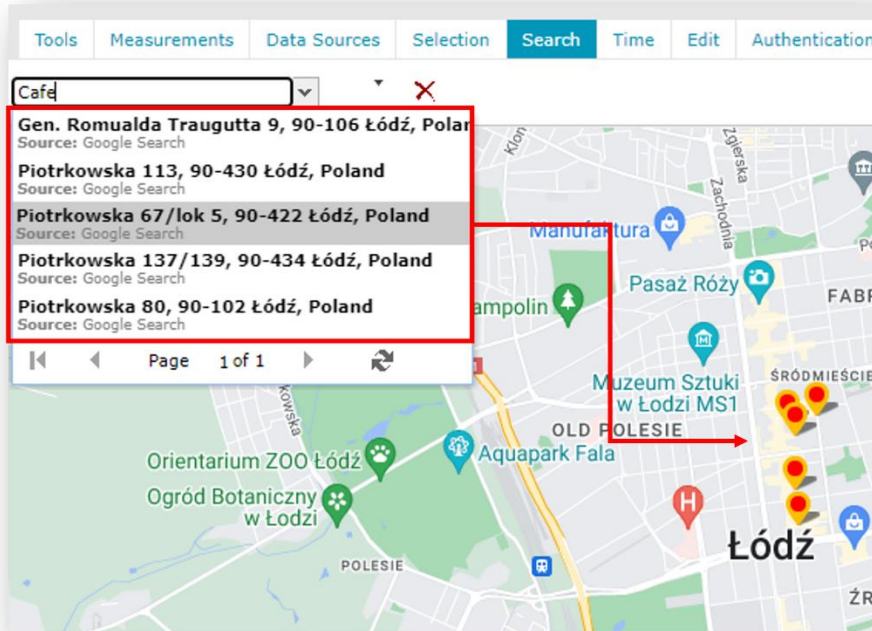 Tools Measurements Data Sources Selection Search Time Edit Authentication
Cafe
Gen. Romualda Traugutta 9, 90-106 Łódź, Polan
Source: Google Search
Piotrkowska 113, 90-430 Łódź, Poland
Source: Google Search
Piotrkowska 67/lok 5, 90-422 Łódź, Poland
Source: Google Search
Piotrkowska 137/139, 90-434 Łódź, Poland
Source: Google Search
Piotrkowska 80, 90-102 Łódź, Poland
Source: Google Search
Page 1 of 1
Klon
Zgierska
Zachodnia
Manufaktura
Pasaż Róży
FABR
ampolin
Muzeum Sztuki
w Łodzi MS1
ŚRÓDMIEŚCIE
OLD POLESIE
Aquapark Fala
Orientarium ZOO Łódź
Ogród Botaniczny
w Łodzi
H
Łódź
POLESIE
ŹR